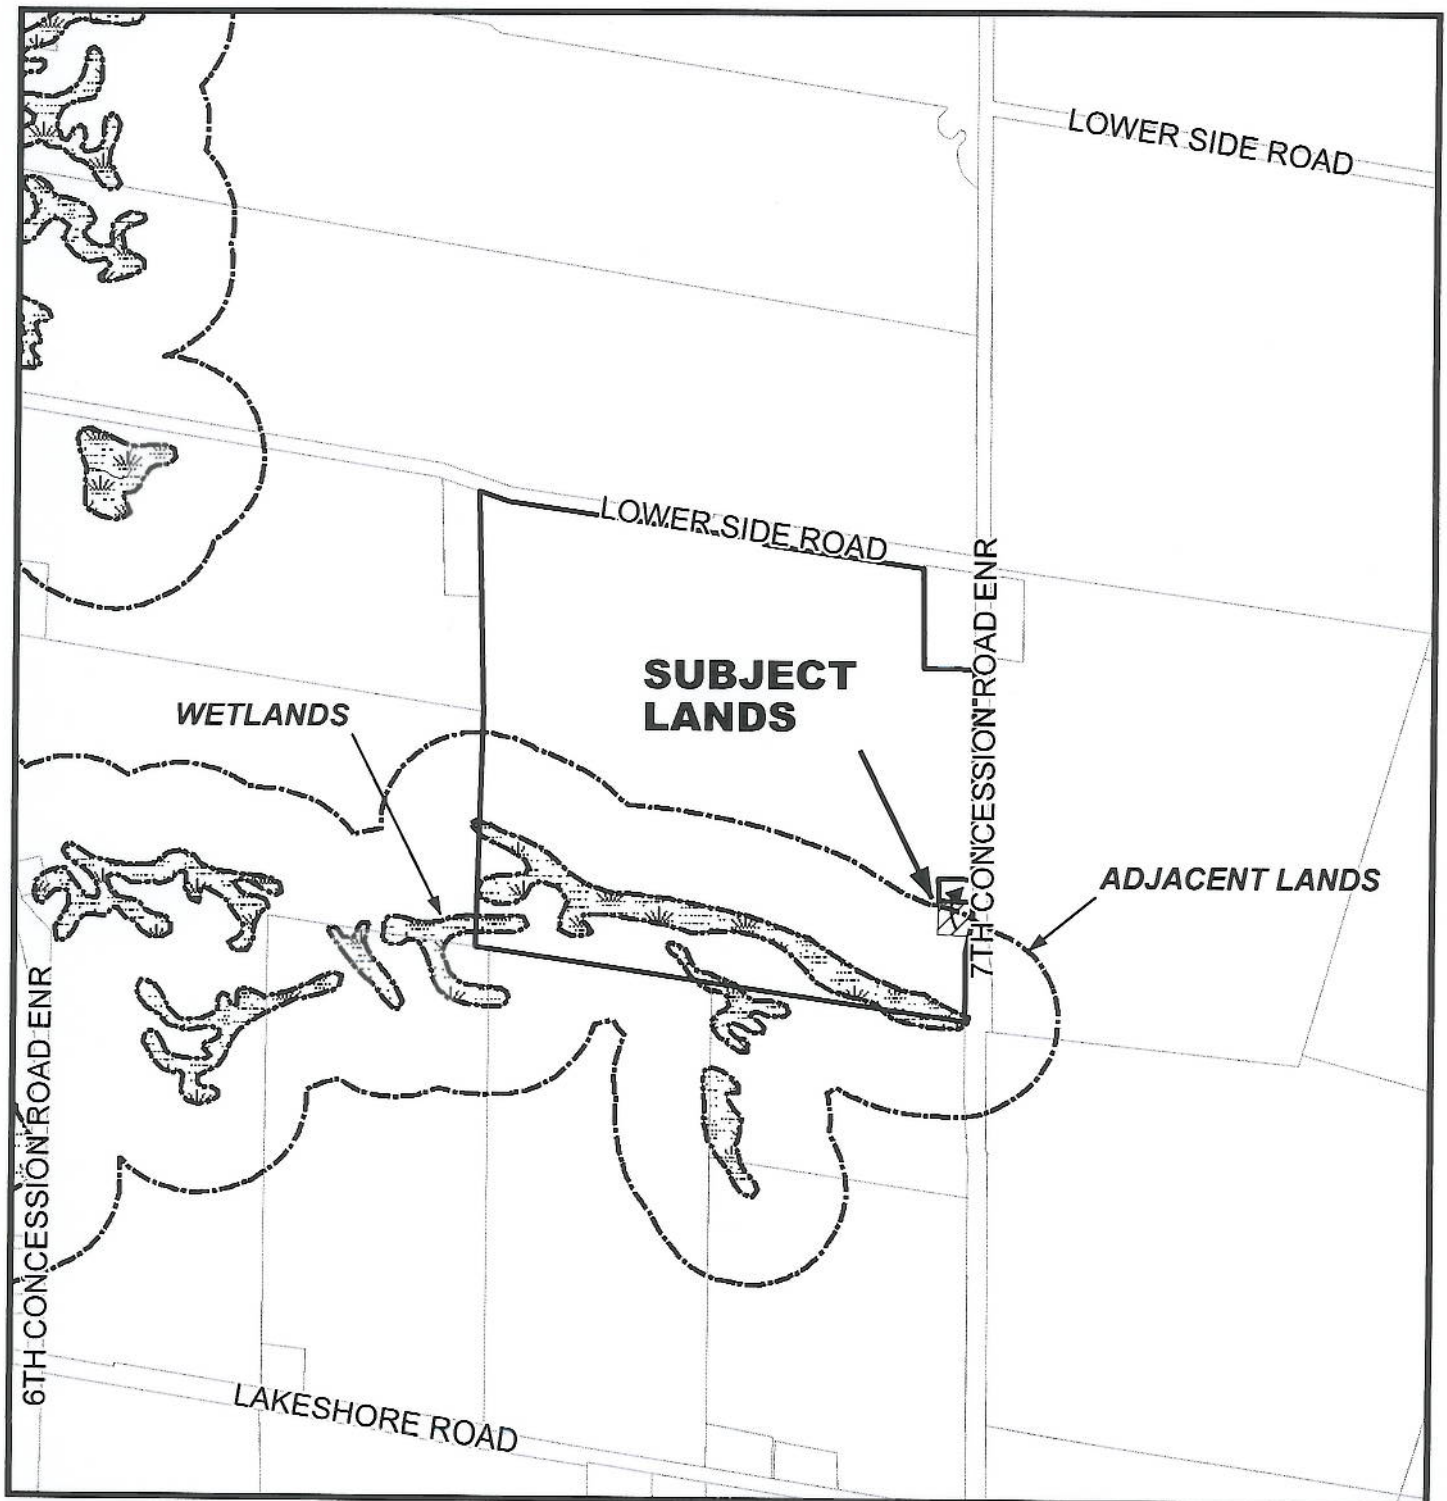 LOWER SIDE ROAD
LOWER SIDE ROAD
SUBJECT
LANDS
WETLANDS
7TH CONCESSION ROAD ENR
ADJACENT LANDS
6TH CONCESSION ROAD ENR
LAKESHORE ROAD